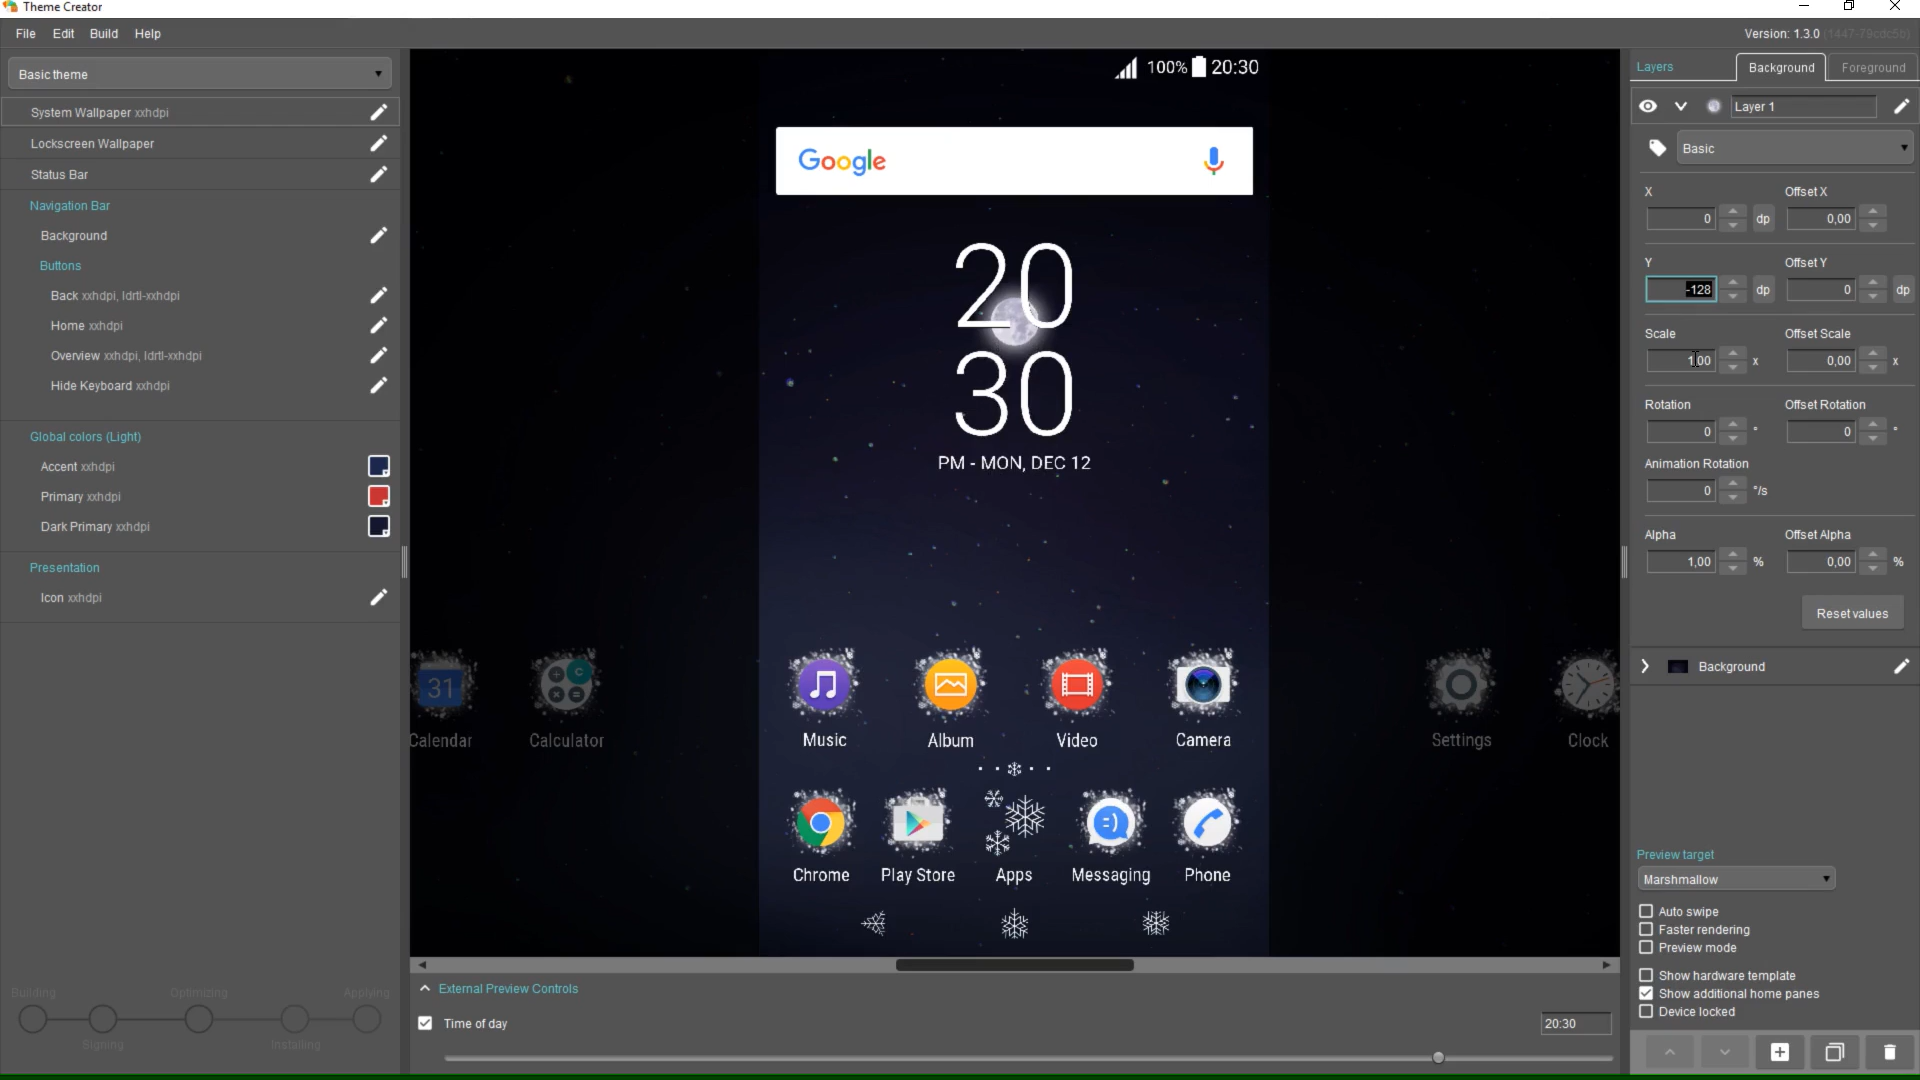 Theme Creator
File Edit Build Help
Version: 1.3.0 (1447-79cdc5b)
Basic theme
System Wallpaper xxhdpi
Lockscreen Wallpaper
Status Bar
Navigation Bar
Background
Buttons
Back xxhdpi, ldrtl-xxhdpi
Home xxhdpi
Overview xxhdpi, ldrtl-xxhdpi
Hide Keyboard xxhdpi
Global colors (Light)
Accent xxhdpi
Primary xxhdpi
Dark Primary xxhdpi
Presentation
Icon xxhdpi
Building Optimizing Applying
Signing Installing
100% 20:30
Google
20
30
PM - MON, DEC 12
31
Calendar Calculator Music Album Video Camera Settings Clock
Chrome Play Store Apps Messaging Phone
External Preview Controls
Time of day 20:30
Layers Background Foreground
Layer 1
Basic
X Offset X
0 dp 0,00
Y Offset Y
-128 dp 0 dp
Scale Offset Scale
1,00 x 0,00 x
Rotation Offset Rotation
0 ° 0 °
Animation Rotation
0 °/s
Alpha Offset Alpha
1,00 % 0,00 %
Reset values
Background
Preview target
Marshmallow
Auto swipe
Faster rendering
Preview mode
Show hardware template
Show additional home panes
Device locked